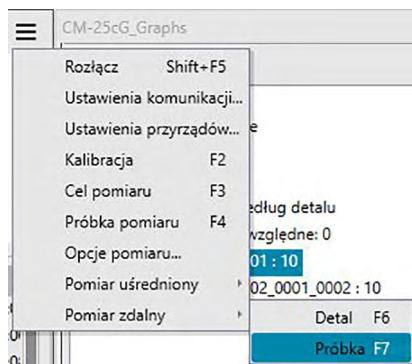 CM-25cG_Graphs
Rozłącz Shift+F5
Ustawienia komunikacji...
Ustawienia przyrządów...
e
Kalibracja F2
Cel pomiaru F3
edług detalu
Próbka pomiaru F4
względne: 0
Opcje pomiaru...
01 : 10
Pomiar uśredniony
02_0001_0002 : 10
Pomiar zdalny
Detal F6
Próbka F7